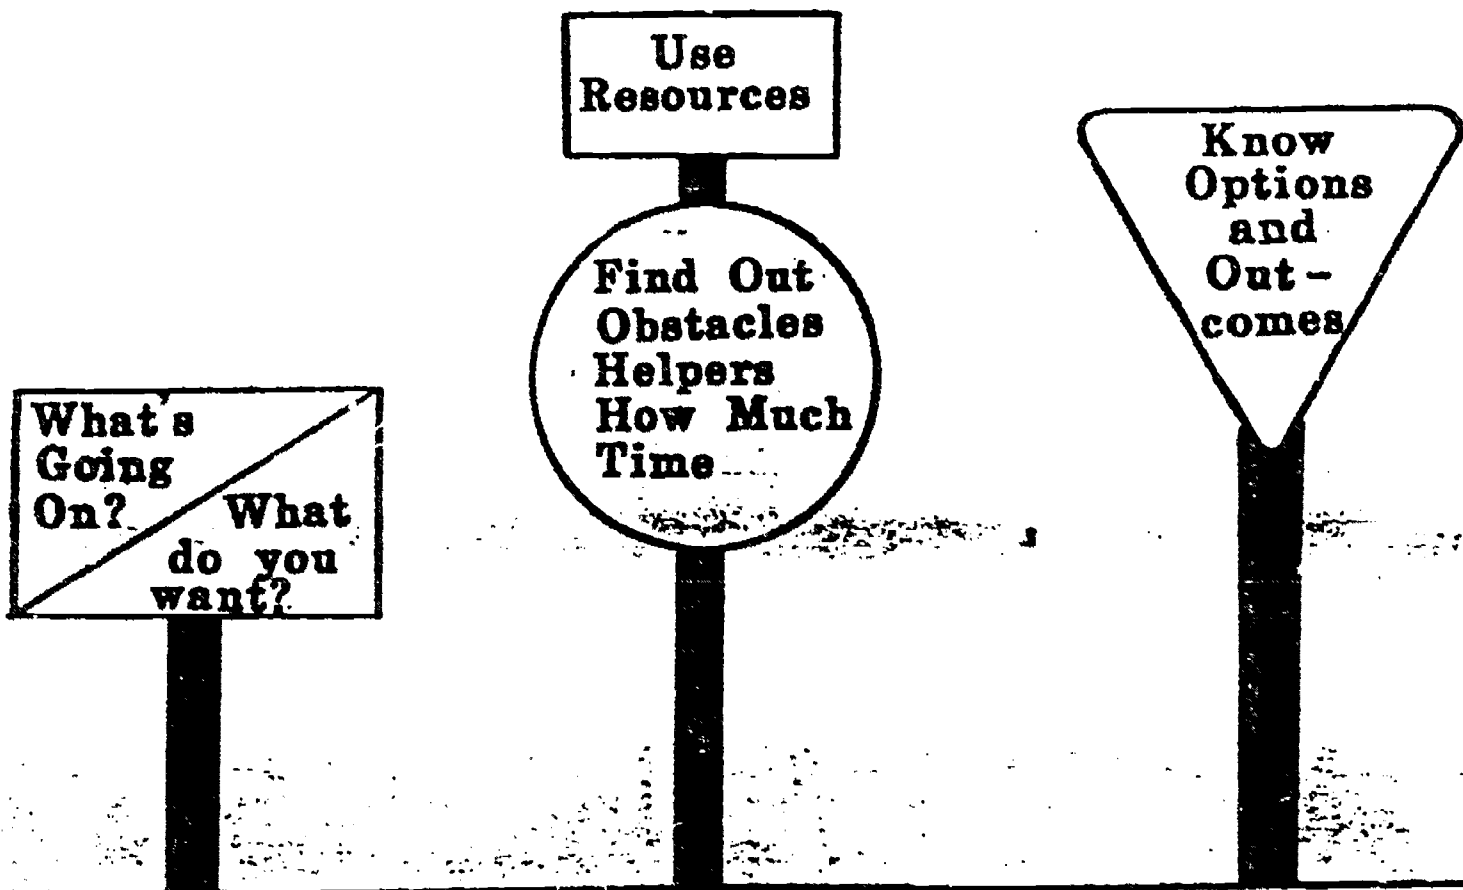 What's
Going
On?
What
do you
want?
Use
Resources
Find Out
Obstacles
Helpers
How Much
Time
Know
Options
and
Out-
comes